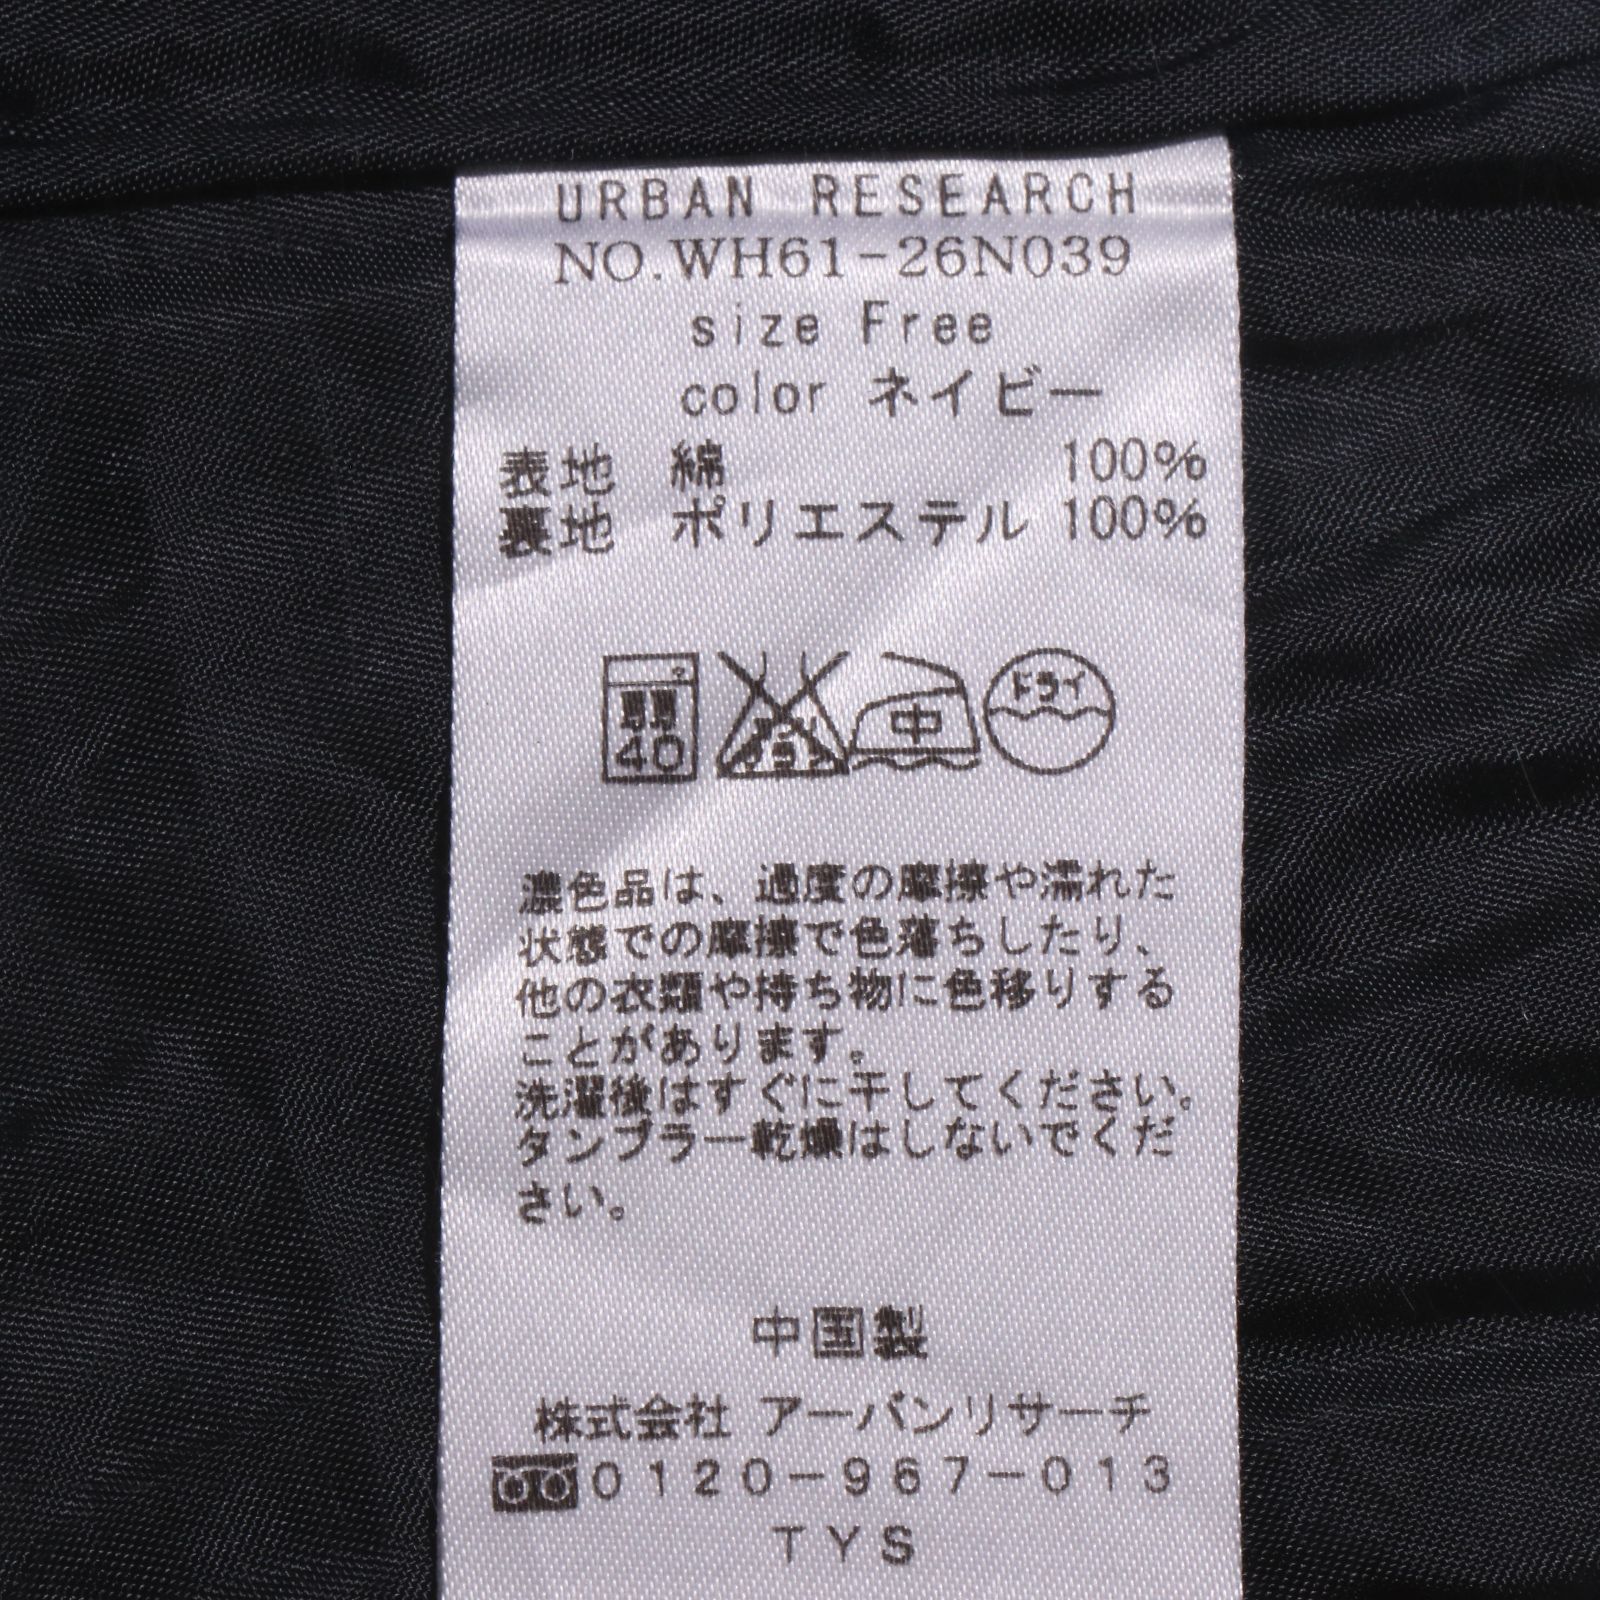 URBAN RESEARCH
NO.WH61-26N039
size Free
color ネイビー
表地 綿 100%
裏地 ポリエステル 100%
弱
40
中
ドライ
濃色品は、過度の摩擦や濡れた
状態での摩擦で色落ちしたり、
他の衣類や持ち物に色移りする
ことがあります。
洗濯後はすぐに干してください。
タンブラー乾燥はしないでくだ
さい。
中国製
株式会社 アーバンリサーチ
0120-967-013
TYS